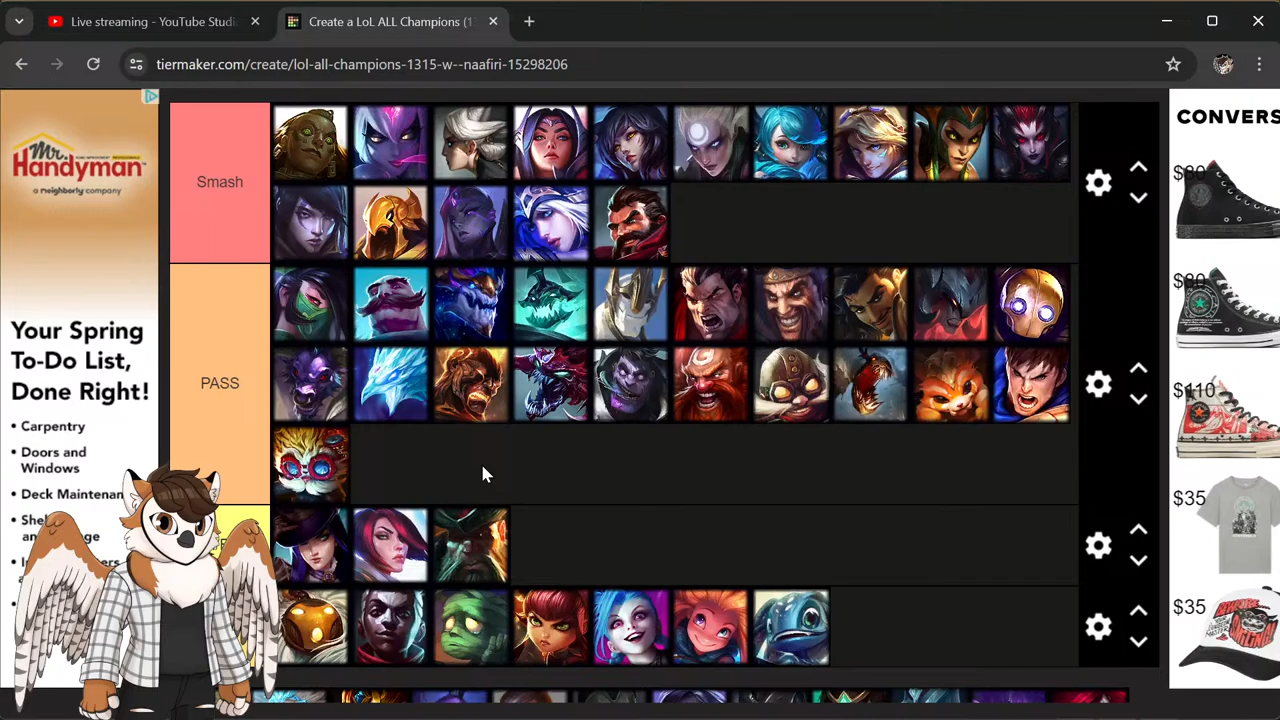 Live streaming - YouTube Studi
Create a LoL ALL Champions (1
tiermaker.com/create/lol-all-champions-1315-w--naafiri-15298206
Mr.
Handyman
a neighborly company
Your Spring
To-Do List,
Done Right!
• Carpentry
• Doors and
Windows
• Deck Maintenan
Smash
PASS
CONVERS
$110
$35
$35